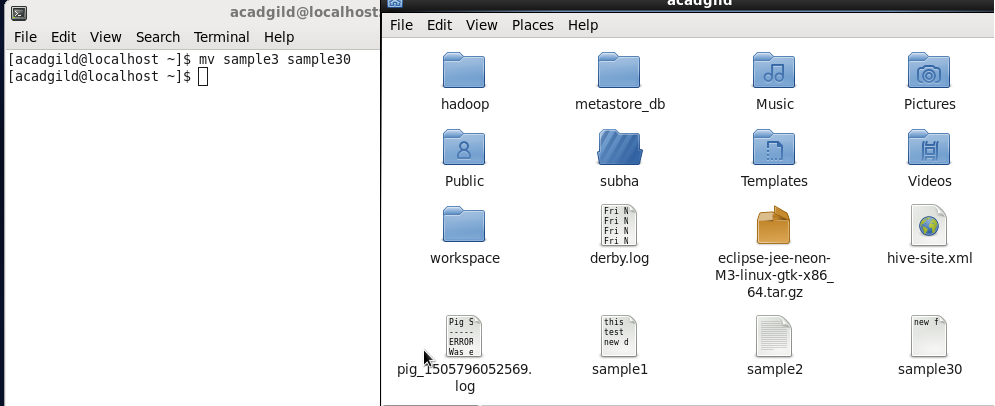 acadgild@localhost
File Edit View Search Terminal Help
[acadgild@localhost ~]$ mv sample3 sample30
[acadgild@localhost ~]$
acadgild
File Edit View Places Help
hadoop
metastore_db
Music
Pictures
Public
subha
Templates
Videos
workspace
Fri N
Fri N
Fri N
Fri N
derby.log
eclipse-jee-neon-
M3-linux-gtk-x86_
64.tar.gz
hive-site.xml
Pig S
-----
ERROR
Was e
pig_1505796052569.
log
this
test
new d
sample1
sample2
new f
sample30